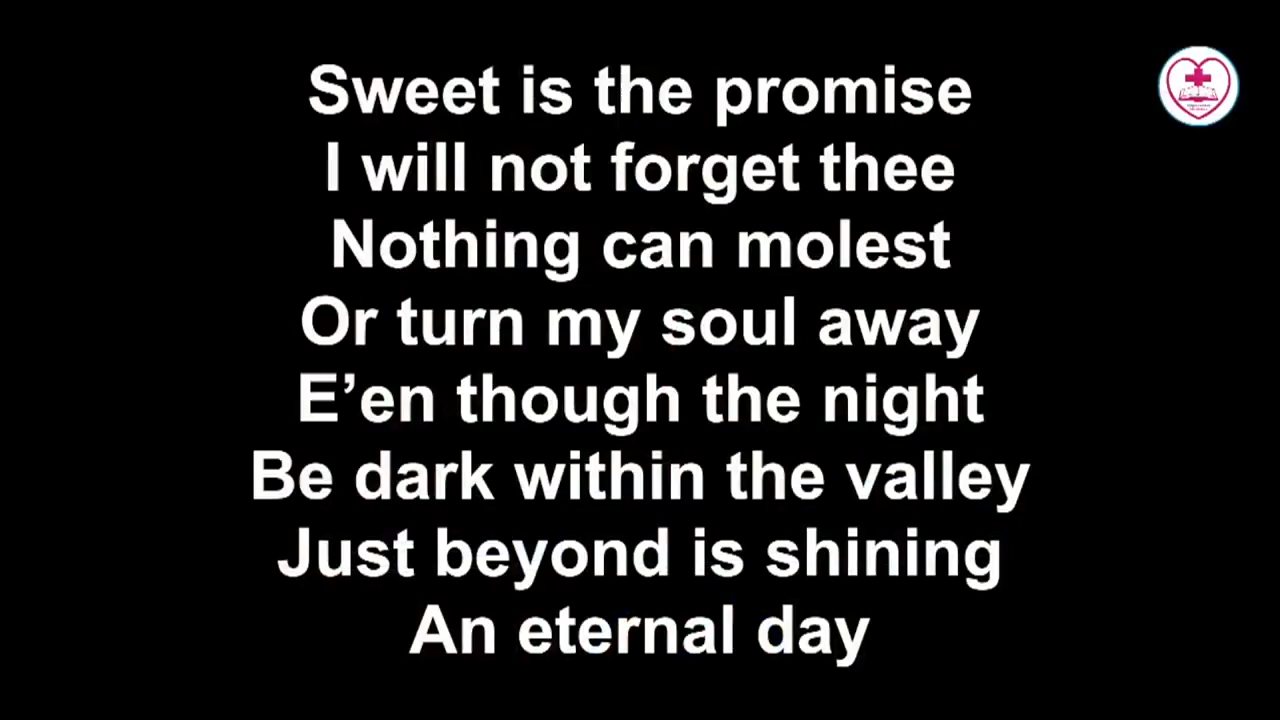 Sweet is the promise
I will not forget thee
Nothing can molest
Or turn my soul away
E’en though the night
Be dark within the valley
Just beyond is shining
An eternal day